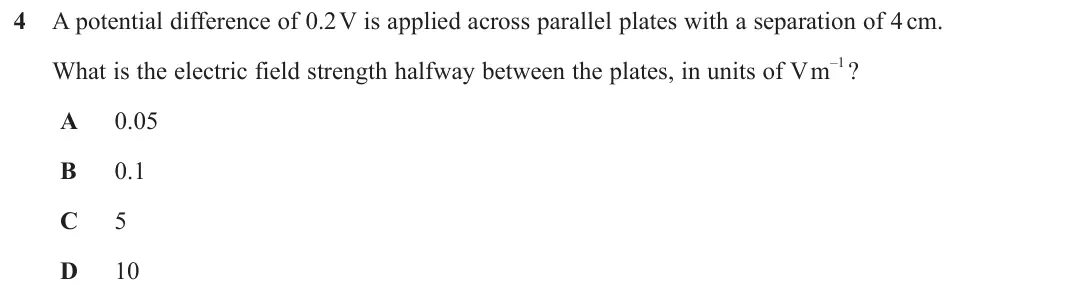 4 A potential difference of 0.2 V is applied across parallel plates with a separation of 4 cm.
What is the electric field strength halfway between the plates, in units of V m⁻¹?
A 0.05
B 0.1
C 5
D 10